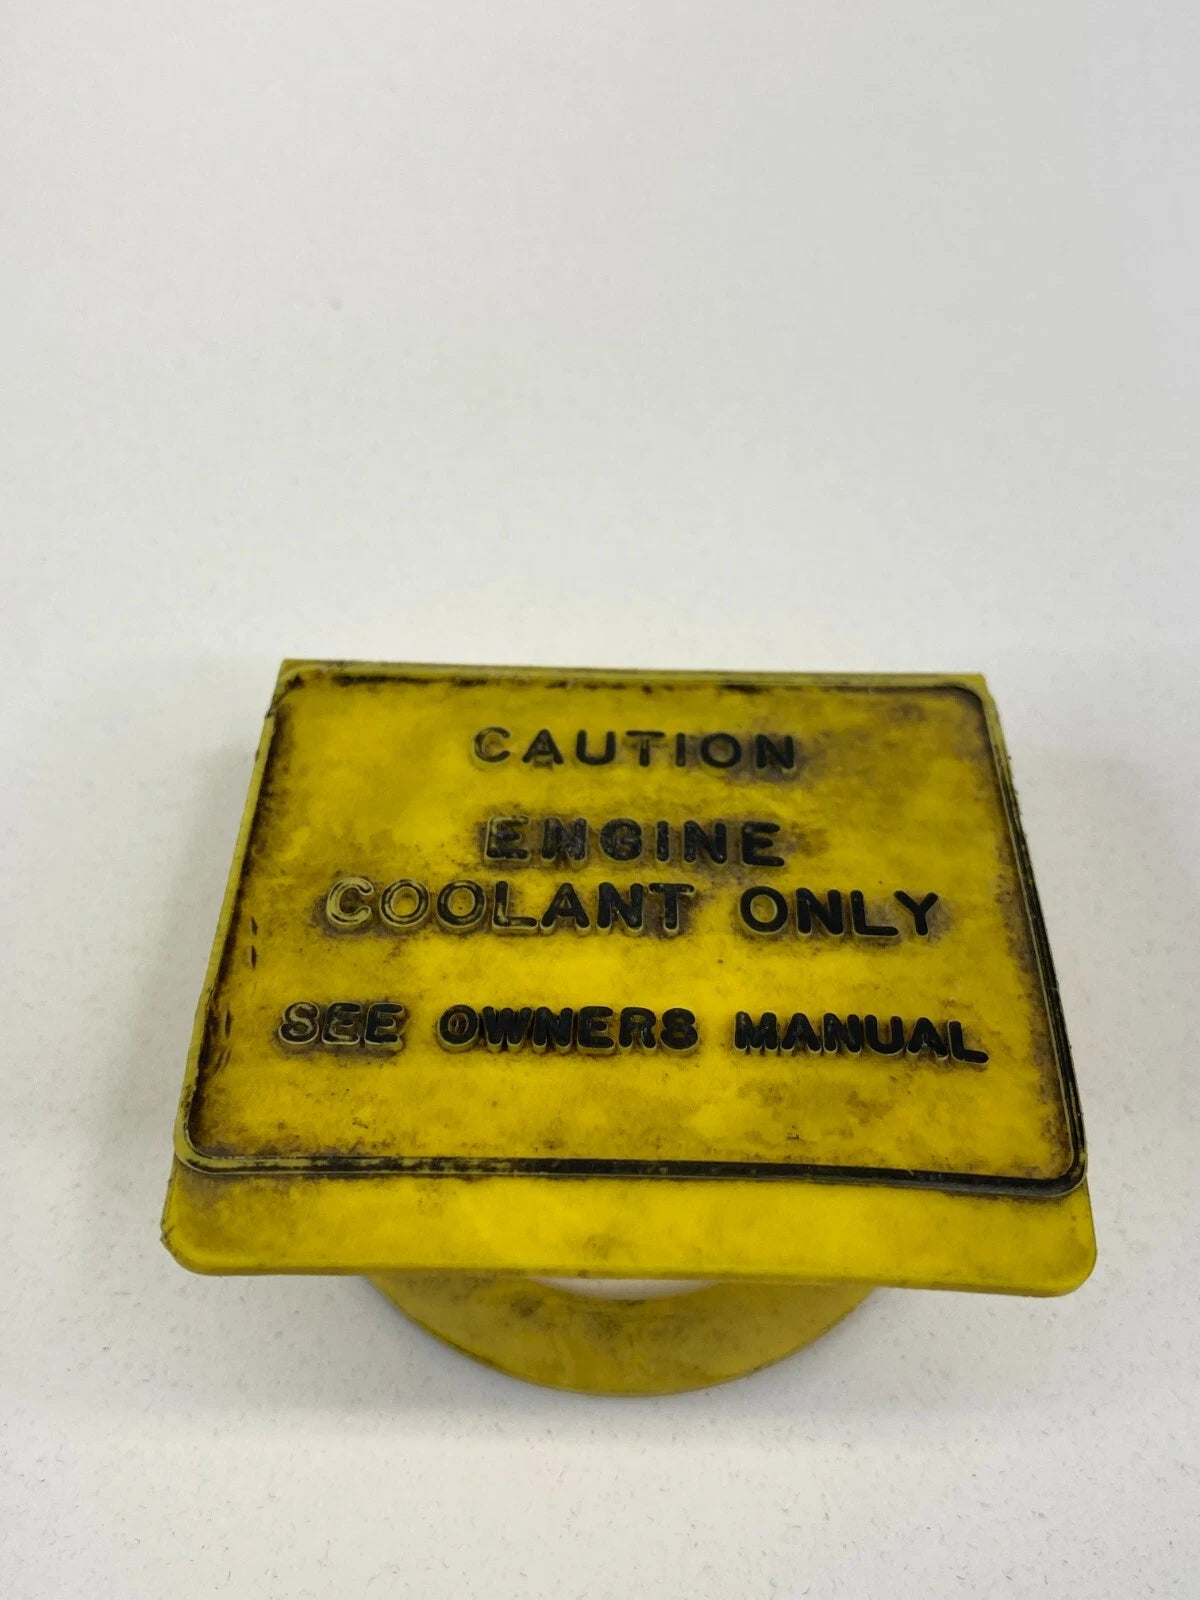 CAUTION
ENGINE
COOLANT ONLY
SEE OWNERS MANUAL